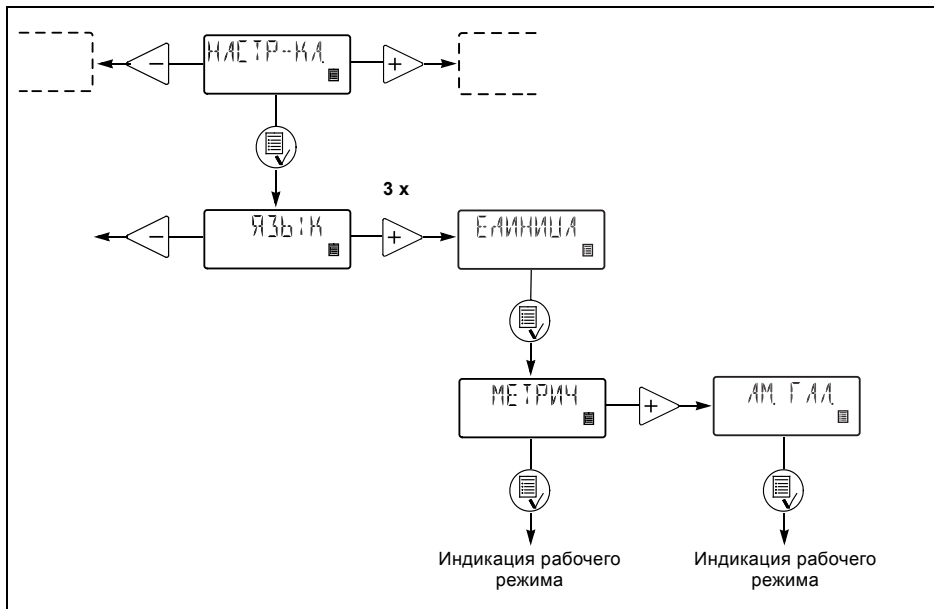 НАСТР-КА.
-
+
3 x
ЯЗЫК
-
+
ЕДИНИЦА
МЕТРИЧ
+
АМ. ГАЛ.
Индикация рабочего
режима
Индикация рабочего
режима